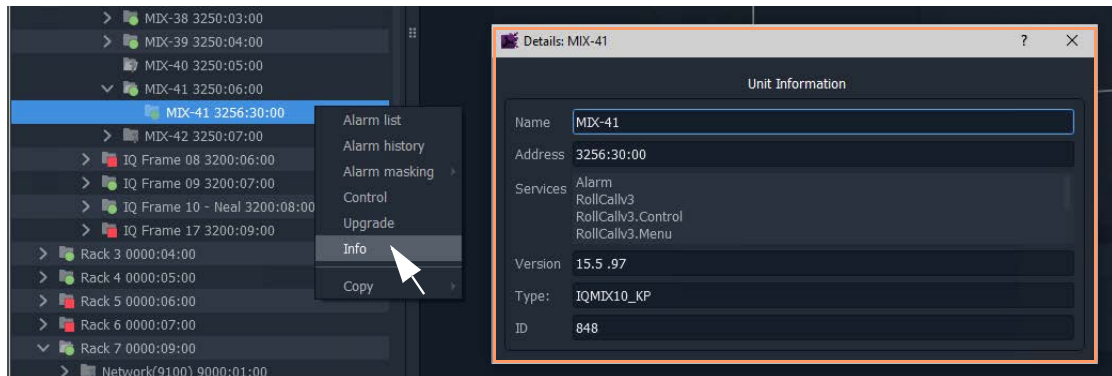 MIX-38 3250:03:00
MIX-39 3250:04:00
MIX-40 3250:05:00
MIX-41 3250:06:00
MIX-41 3256:30:00
MIX-42 3250:07:00
IQ Frame 08 3200:06:00
IQ Frame 09 3200:07:00
IQ Frame 10 - Neal 3200:08:00
IQ Frame 17 3200:09:00
Rack 3 0000:04:00
Rack 4 0000:05:00
Rack 5 0000:06:00
Rack 6 0000:07:00
Rack 7 0000:09:00
Network(9100) 9000:01:00
Alarm list
Alarm history
Alarm masking
Control
Upgrade
Info
Copy
Details: MIX-41 ? ×
Unit Information
Name MIX-41
Address 3256:30:00
Services Alarm
RollCallv3
RollCallv3.Control
RollCallv3.Menu
Version 15.5 .97
Type: IQMIX10_KP
ID 848